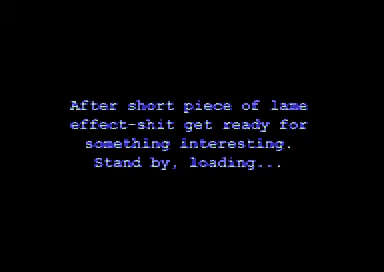 After short piece of lame
effect-shit get ready for
something interesting.
Stand by, loading...